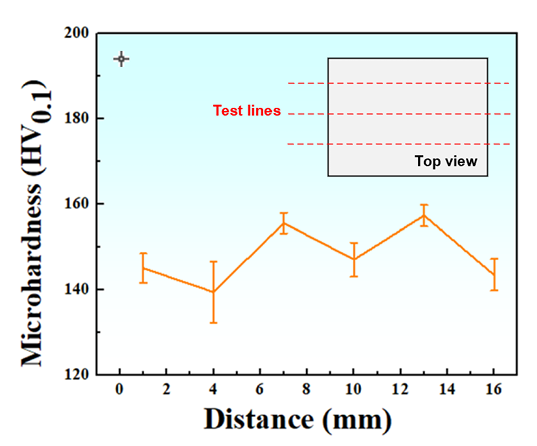 200
180
160
140
120
Microhardness (HV0.1)
Test lines
Top view
0 2 4 6 8 10 12 14 16
Distance (mm)